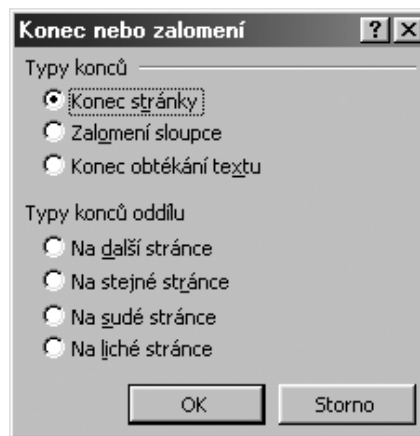 Konec nebo zalomení
Typy konců
Konec stránky
Zalomení sloupce
Konec obtékání textu
Typy konců oddílu
Na další stránce
Na stejné stránce
Na sudé stránce
Na liché stránce
OK
Storno